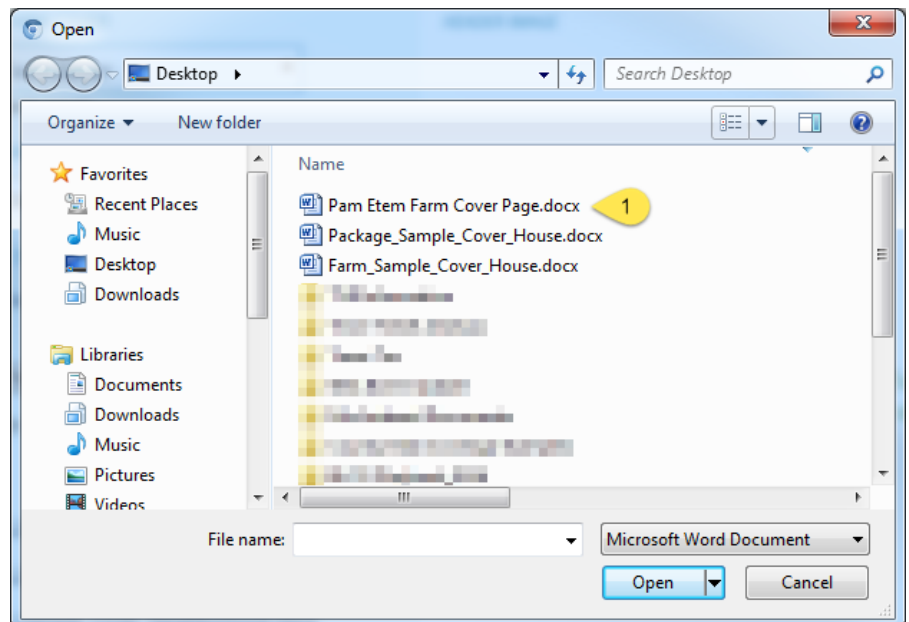 Open
Desktop
Search Desktop
Organize
New folder
Name
Favorites
Recent Places
Music
Desktop
Downloads
Libraries
Documents
Downloads
Music
Pictures
Videos
Pam Etem Farm Cover Page.docx
1
Package_Sample_Cover_House.docx
Farm_Sample_Cover_House.docx
File name:
Microsoft Word Document
Open
Cancel